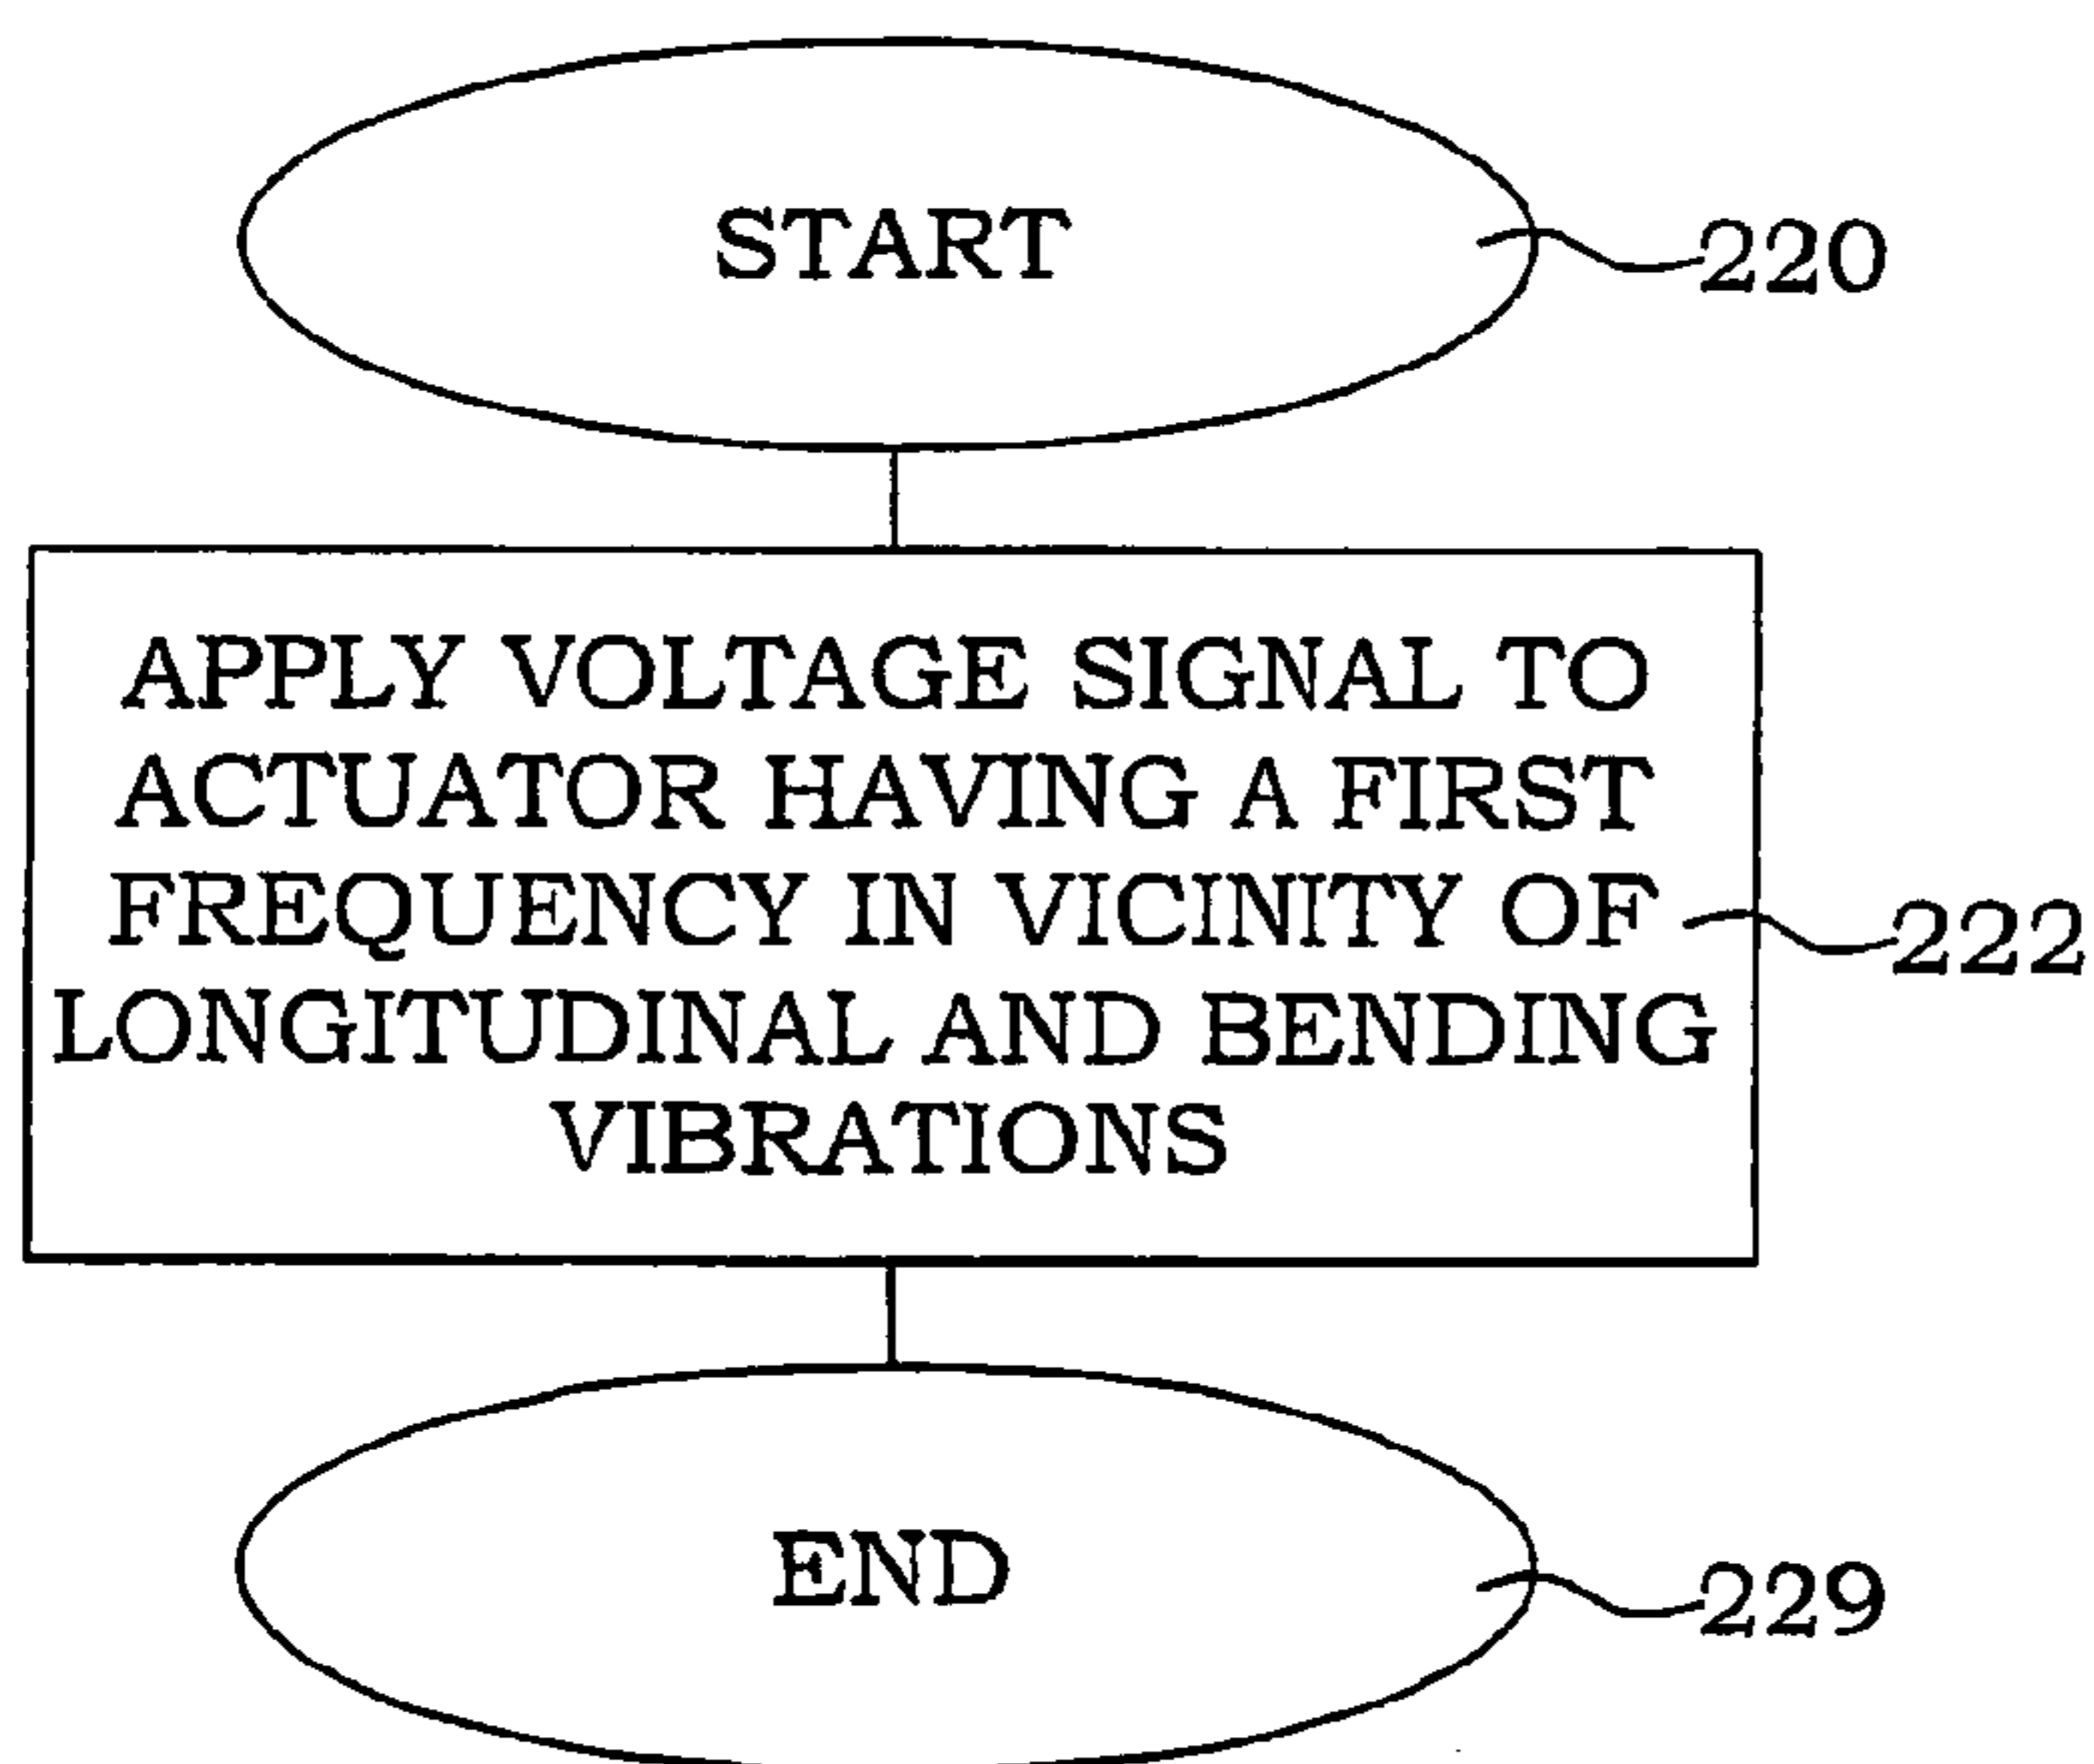 START
220
APPLY VOLTAGE SIGNAL TO
ACTUATOR HAVING A FIRST
FREQUENCY IN VICINITY OF
222
LONGITUDINAL AND BENDING
VIBRATIONS
END
229